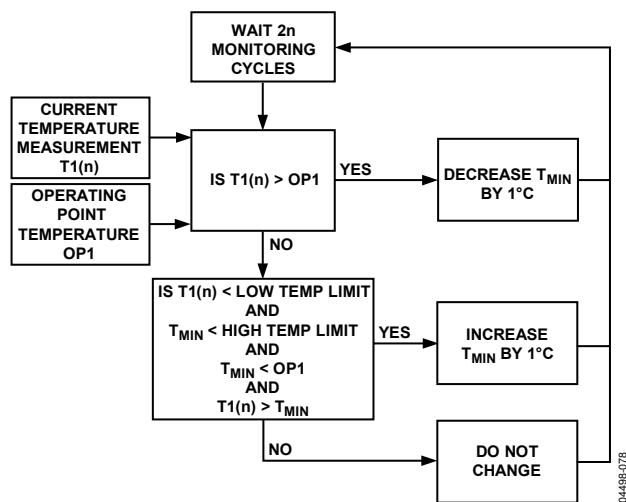 WAIT 2n
MONITORING
CYCLES
CURRENT
TEMPERATURE
MEASUREMENT
T1(n)
IS T1(n) > OP1
YES
DECREASE TMIN
BY 1°C
OPERATING
POINT
TEMPERATURE
OP1
NO
IS T1(n) < LOW TEMP LIMIT
AND
TMIN < HIGH TEMP LIMIT
AND
TMIN < OP1
AND
T1(n) > TMIN
YES
INCREASE
TMIN BY 1°C
NO
DO NOT
CHANGE
04498-078